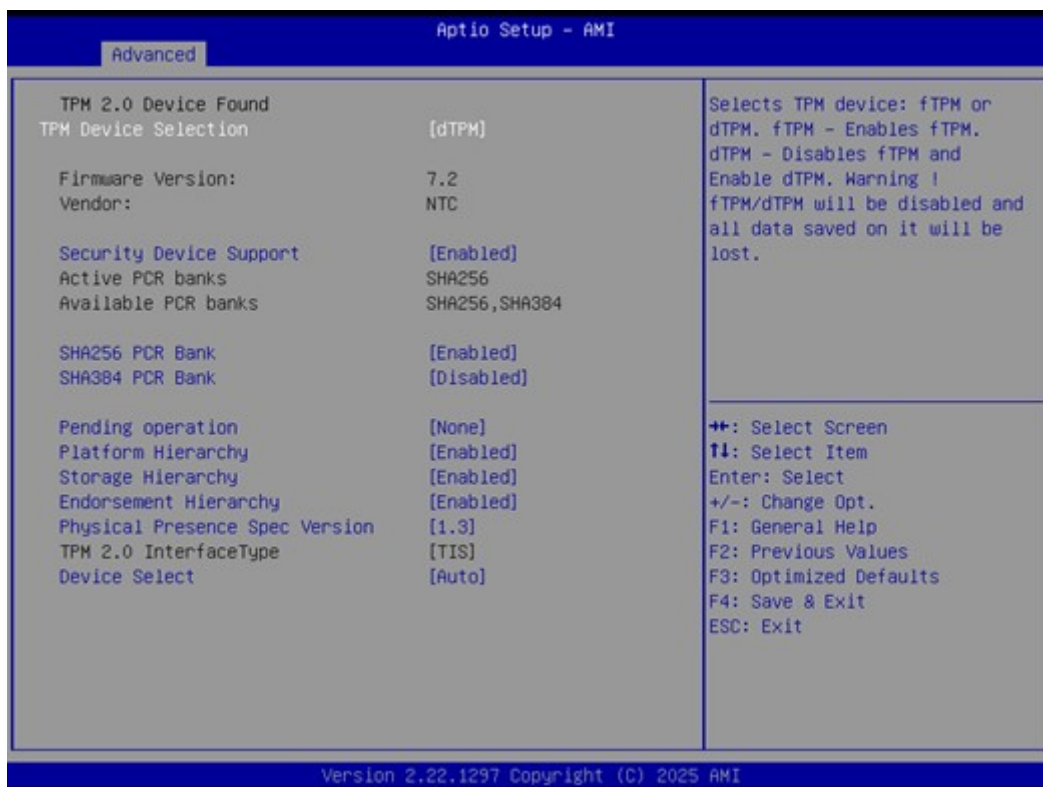 Aptio Setup - AMI
Advanced
TPM 2.0 Device Found
TPM Device Selection [dTPM]
Firmware Version: 7.2
Vendor: NTC
Security Device Support [Enabled]
Active PCR banks SHA256
Available PCR banks SHA256,SHA384
SHA256 PCR Bank [Enabled]
SHA384 PCR Bank [Disabled]
Pending operation [None]
Platform Hierarchy [Enabled]
Storage Hierarchy [Enabled]
Endorsement Hierarchy [Enabled]
Physical Presence Spec Version [1.3]
TPM 2.0 InterfaceType [TIS]
Device Select [Auto]
Selects TPM device: fTPM or
dTPM. fTPM - Enables fTPM.
dTPM - Disables fTPM and
Enable dTPM. Warning !
fTPM/dTPM will be disabled and
all data saved on it will be
lost.
→←: Select Screen
↑↓: Select Item
Enter: Select
+/-: Change Opt.
F1: General Help
F2: Previous Values
F3: Optimized Defaults
F4: Save & Exit
ESC: Exit
Version 2.22.1297 Copyright (C) 2025 AMI